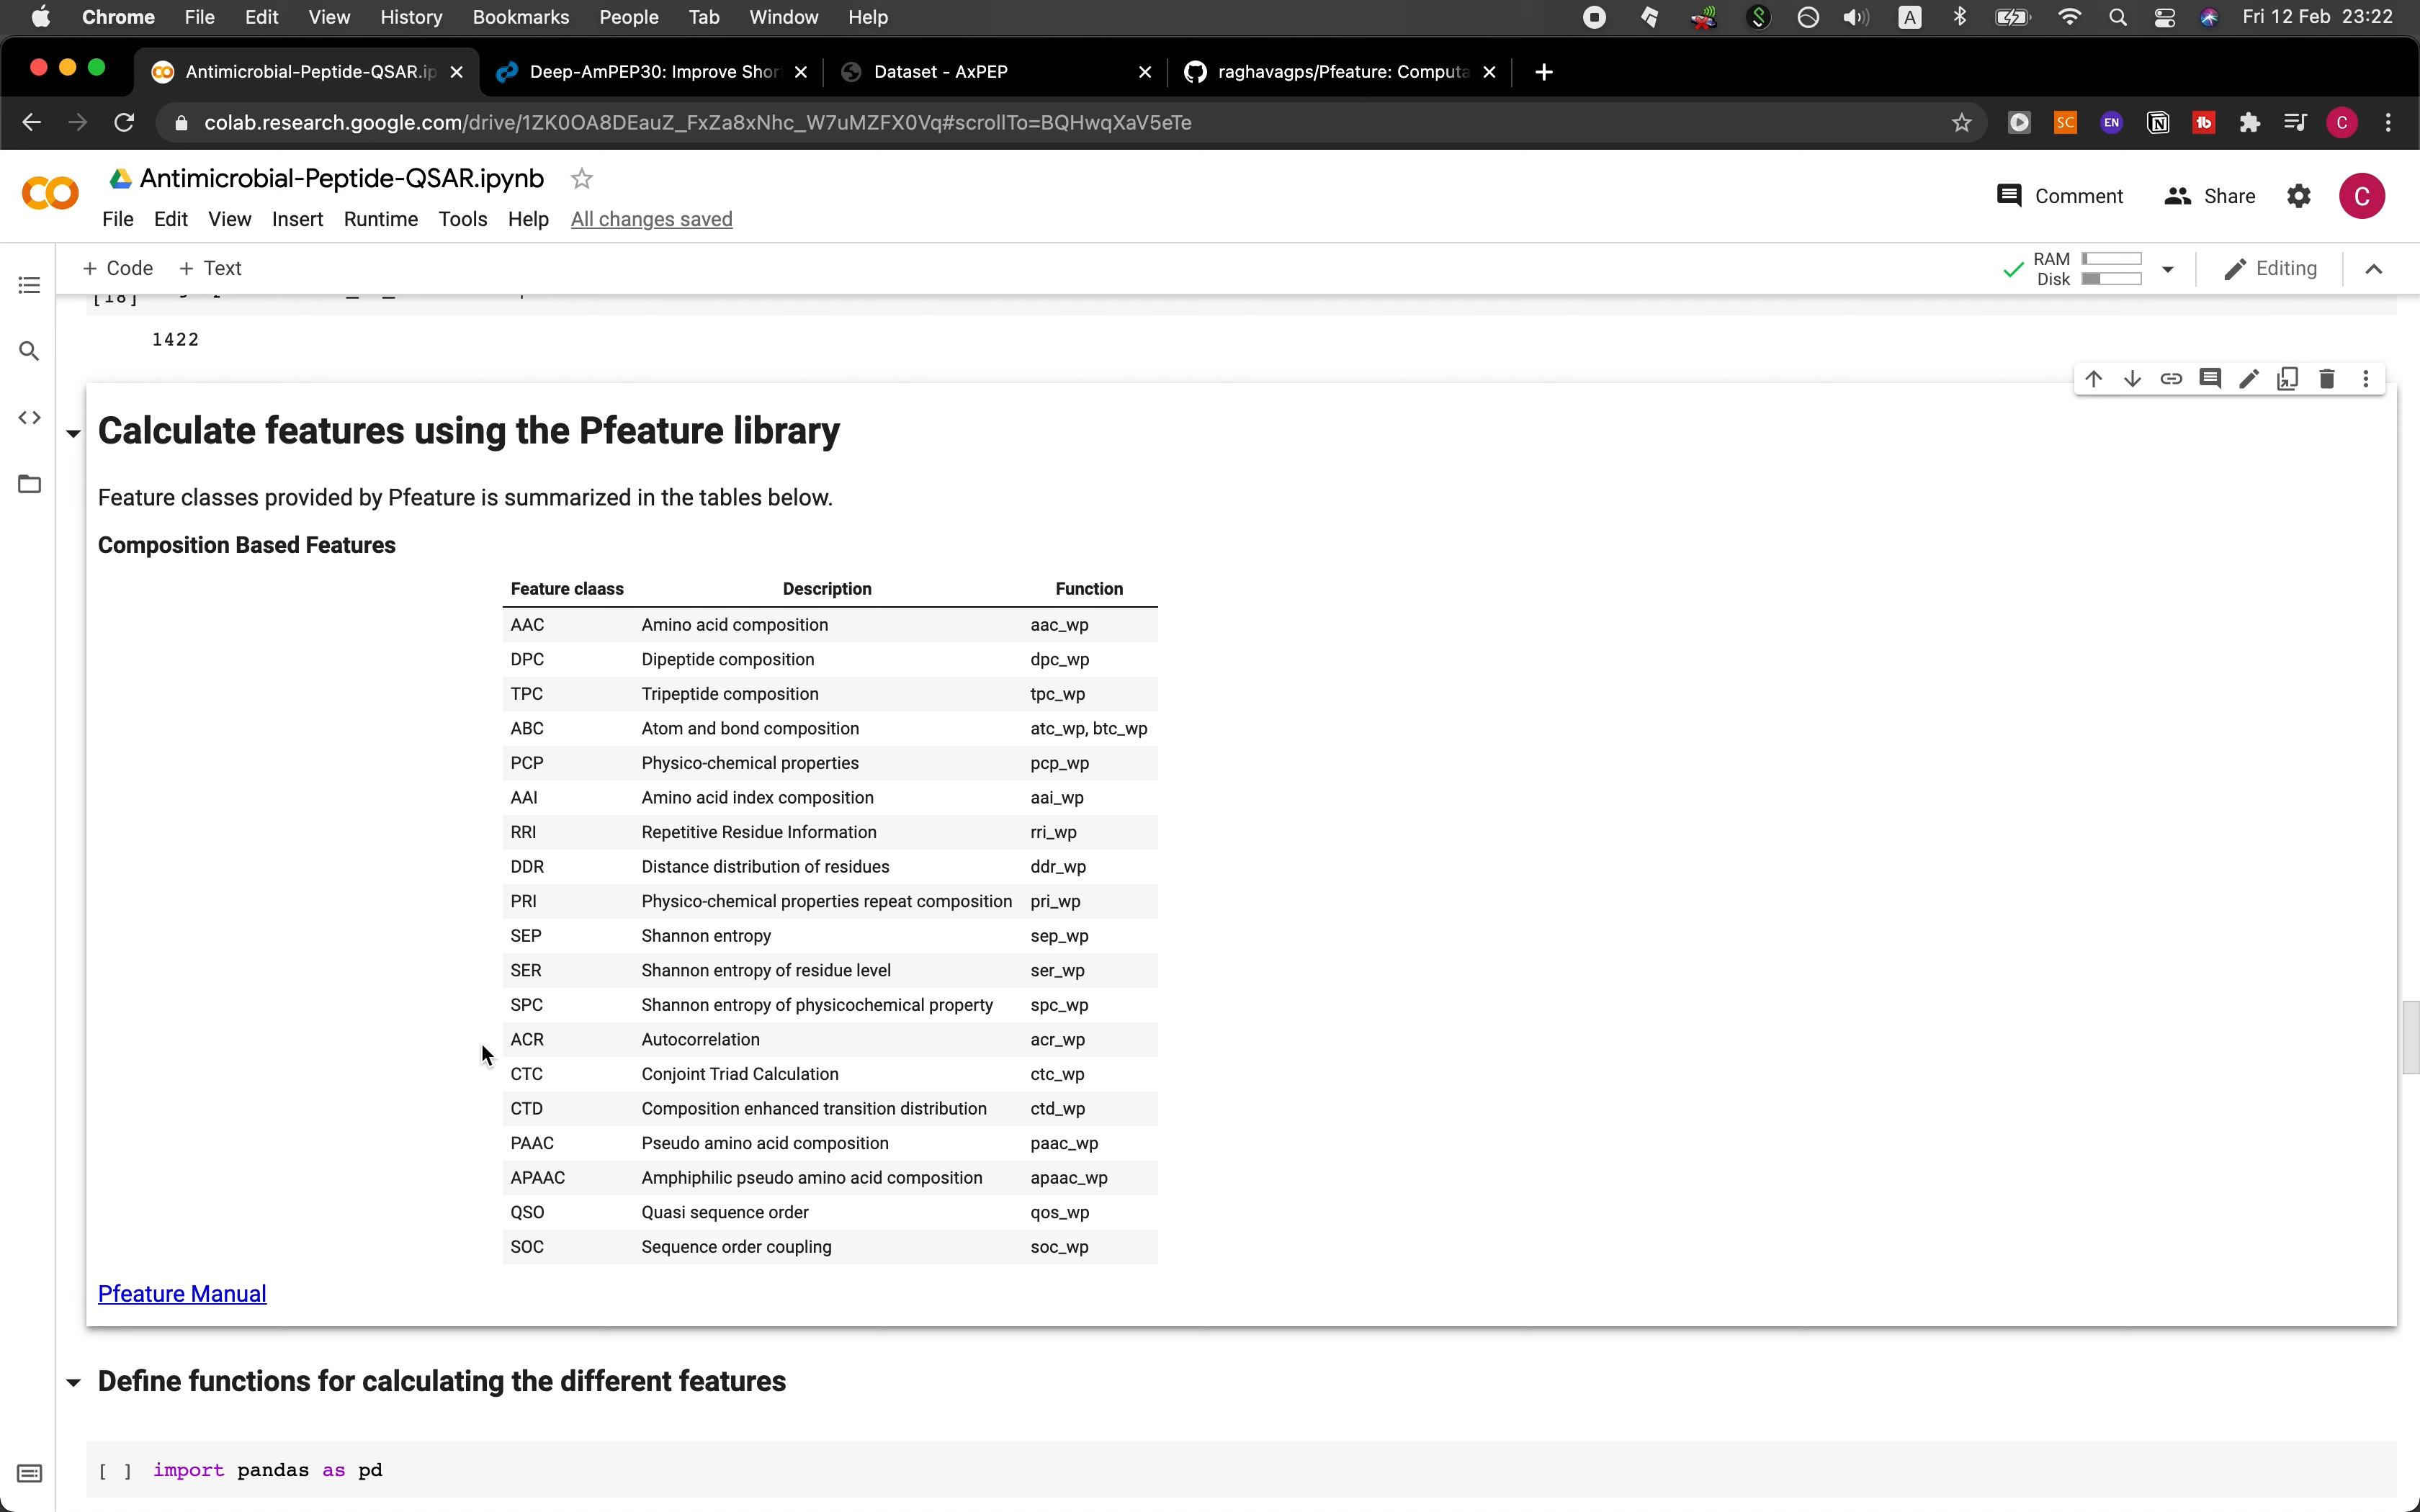 Chrome File Edit View History Bookmarks People Tab Window Help A Fri 12 Feb 23:22
Antimicrobial-Peptide-QSAR.ip Deep-AmPEP30: Improve Shor Dataset - AxPEP raghavagps/Pfeature: Computa
colab.research.google.com/drive/1ZK0OA8DEauZ_FxZa8xNhc_W7uMZFX0Vq#scrollTo=BQHwqXaV5eTe SC EN N tb C
Antimicrobial-Peptide-QSAR.ipynb
Comment Share C
File Edit View Insert Runtime Tools Help All changes saved
+ Code + Text RAM Disk Editing
[18]
1422
Calculate features using the Pfeature library
Feature classes provided by Pfeature is summarized in the tables below.
Composition Based Features
Feature claass Description Function
AAC Amino acid composition aac_wp
DPC Dipeptide composition dpc_wp
TPC Tripeptide composition tpc_wp
ABC Atom and bond composition atc_wp, btc_wp
PCP Physico-chemical properties pcp_wp
AAI Amino acid index composition aai_wp
RRI Repetitive Residue Information rri_wp
DDR Distance distribution of residues ddr_wp
PRI Physico-chemical properties repeat composition pri_wp
SEP Shannon entropy sep_wp
SER Shannon entropy of residue level ser_wp
SPC Shannon entropy of physicochemical property spc_wp
ACR Autocorrelation acr_wp
CTC Conjoint Triad Calculation ctc_wp
CTD Composition enhanced transition distribution ctd_wp
PAAC Pseudo amino acid composition paac_wp
APAAC Amphiphilic pseudo amino acid composition apaac_wp
QSO Quasi sequence order qos_wp
SOC Sequence order coupling soc_wp
Pfeature Manual
Define functions for calculating the different features
[ ] import pandas as pd